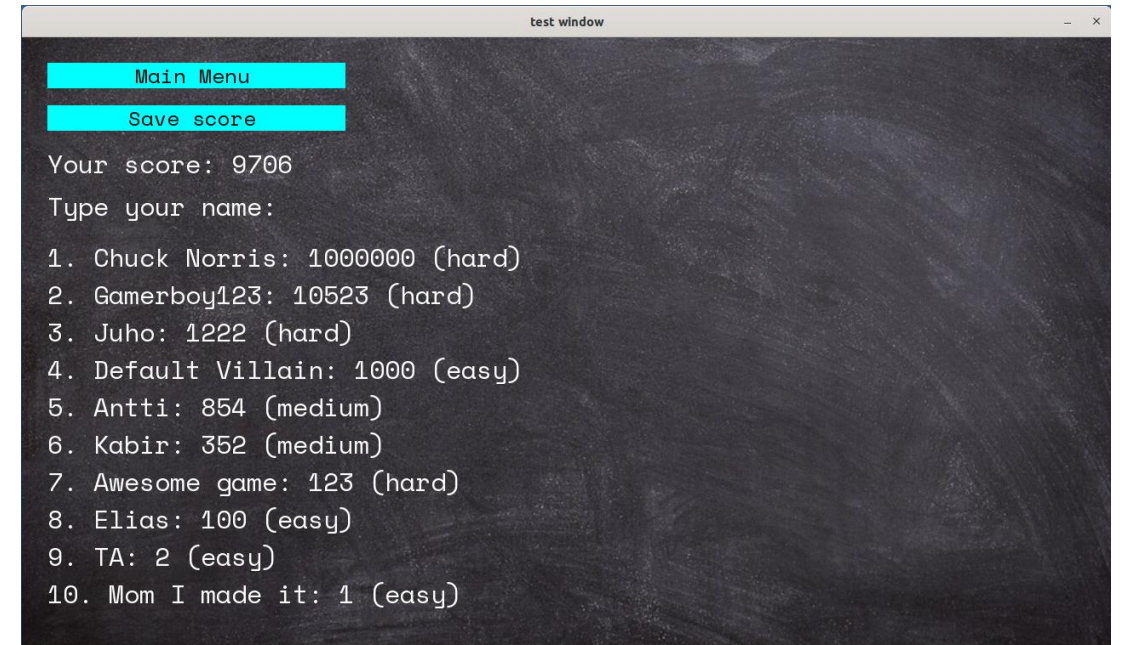 test window
Main Menu
Save score
Your score: 9706
Type your name:
1. Chuck Norris: 1000000 (hard)
2. Gamerboy123: 10523 (hard)
3. Juho: 1222 (hard)
4. Default Villain: 1000 (easy)
5. Antti: 854 (medium)
6. Kabir: 352 (medium)
7. Awesome game: 123 (hard)
8. Elias: 100 (easy)
9. TA: 2 (easy)
10. Mom I made it: 1 (easy)